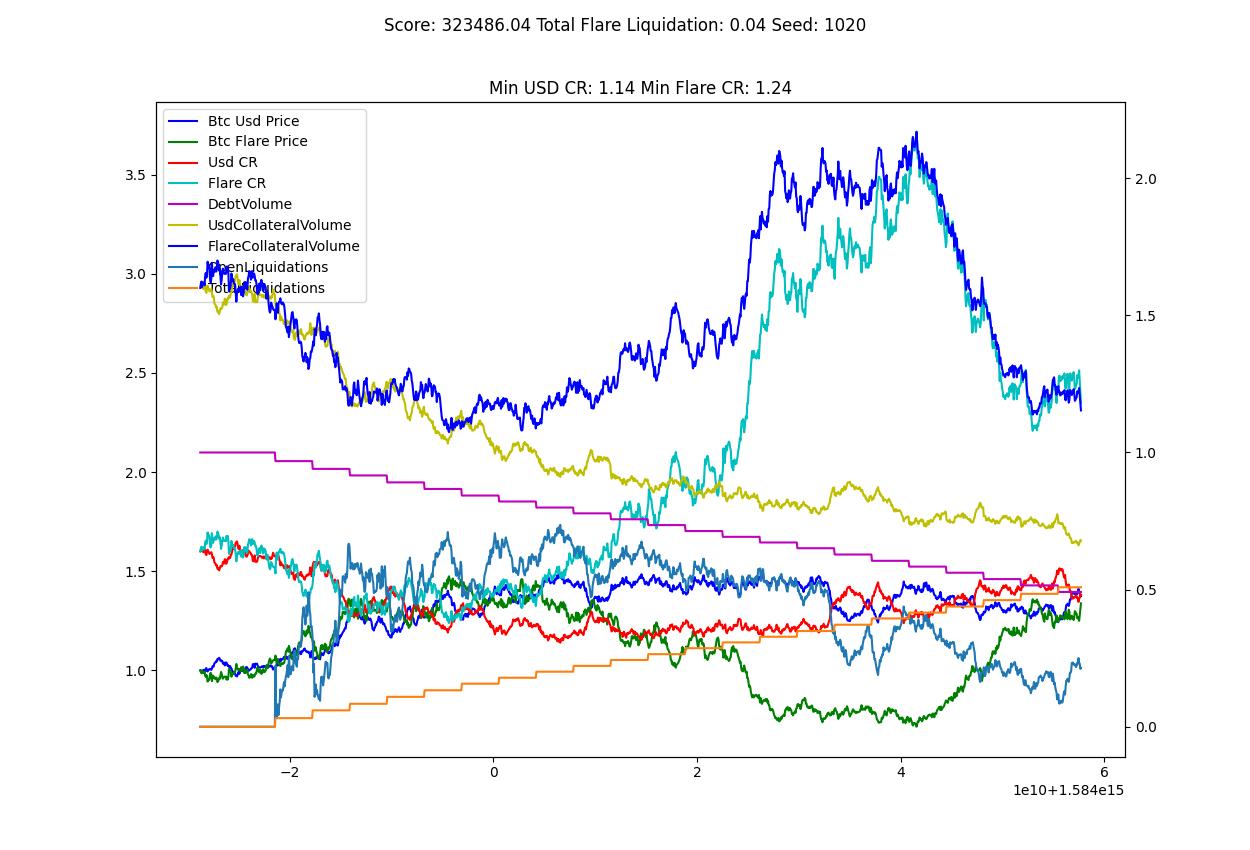 Score: 323486.04 Total Flare Liquidation: 0.04 Seed: 1020
Min USD CR: 1.14 Min Flare CR: 1.24
Btc Usd Price
Btc Flare Price
Usd CR
Flare CR
DebtVolume
UsdCollateralVolume
FlareCollateralVolume
OpenLiquidations
TotalLiquidations
3.5
3.0
2.5
2.0
1.5
1.0
2.0
1.5
1.0
0.5
0.0
−2
0
2
4
6
1e10+1.584e15